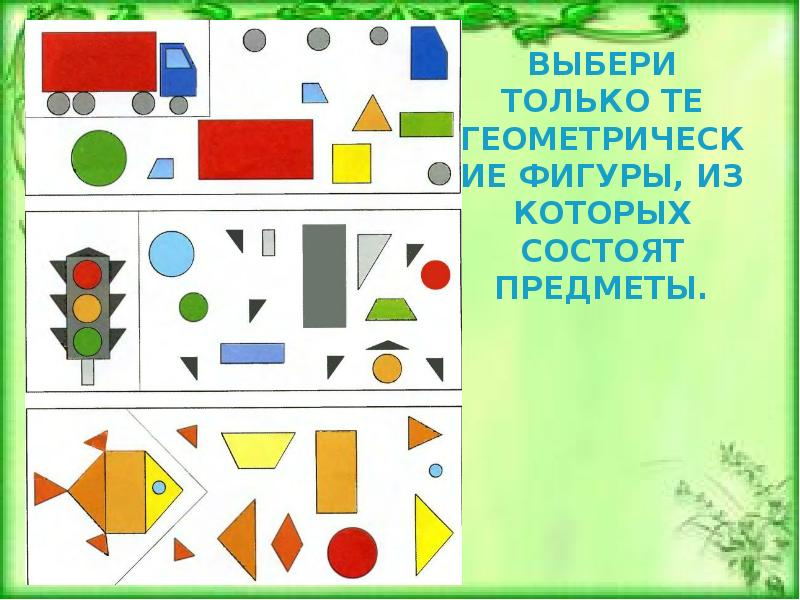 ВЫБЕРИ
ТОЛЬКО ТЕ
ГЕОМЕТРИЧЕСК
ИЕ ФИГУРЫ, ИЗ
КОТОРЫХ
СОСТОЯТ
ПРЕДМЕТЫ.